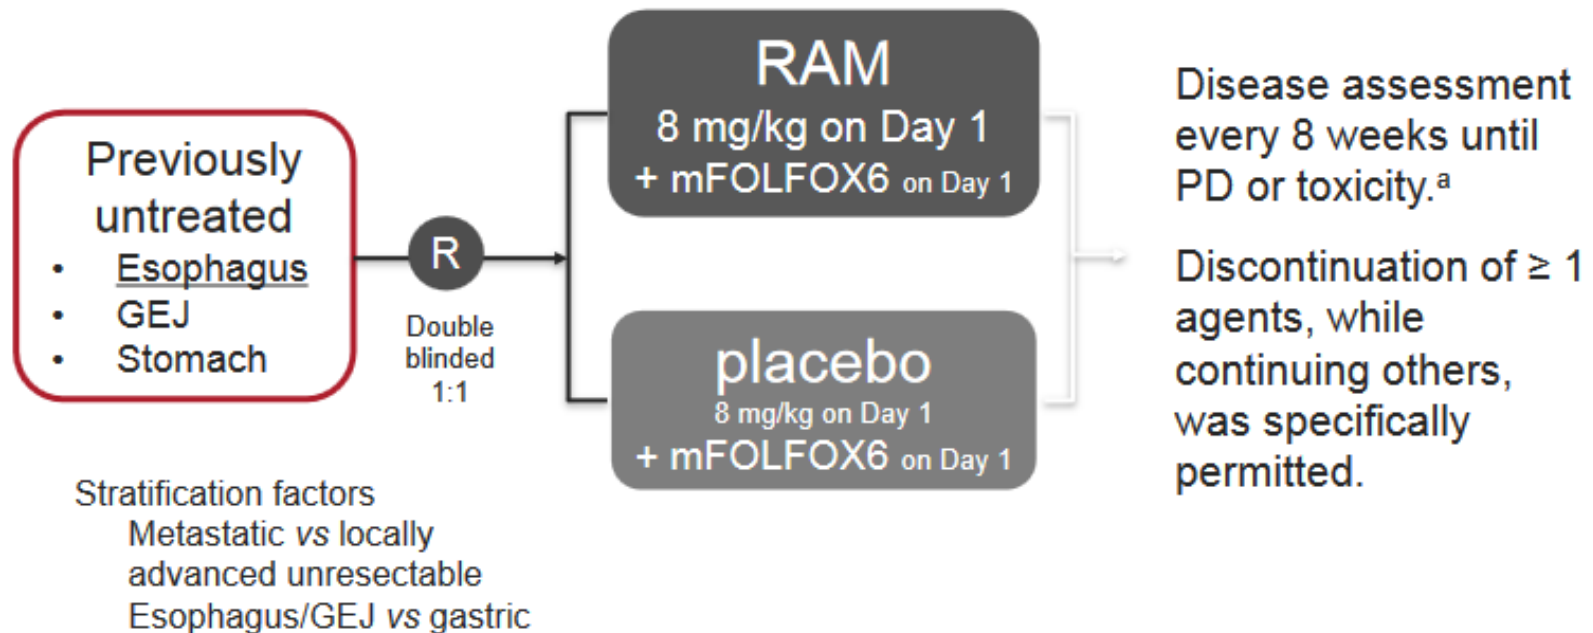 Previously
untreated
• Esophagus
• GEJ
• Stomach
R
Double
blinded
1:1
RAM
8 mg/kg on Day 1
+ mFOLFOX6 on Day 1
placebo
8 mg/kg on Day 1
+ mFOLFOX6 on Day 1
Disease assessment
every 8 weeks until
PD or toxicity.ᵃ
Discontinuation of ≥ 1
agents, while
continuing others,
was specifically
permitted.
Stratification factors
Metastatic vs locally
advanced unresectable
Esophagus/GEJ vs gastric